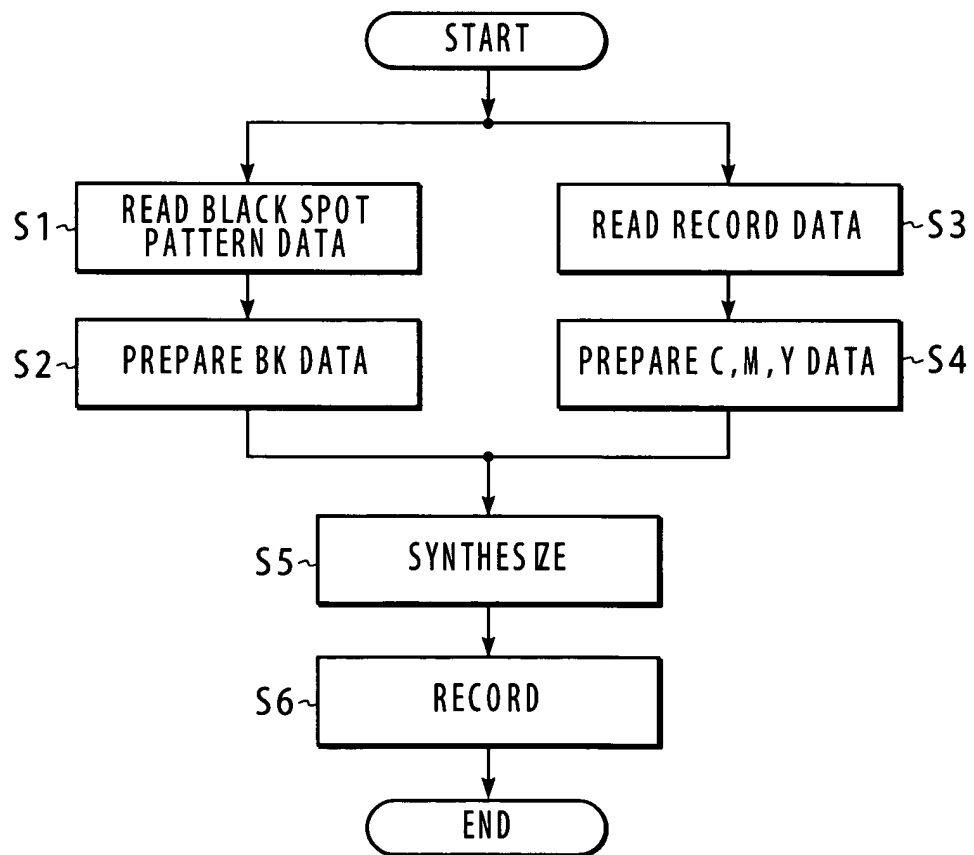 START
S1
READ BLACK SPOT
PATTERN DATA
READ RECORD DATA
S3
S2
PREPARE BK DATA
PREPARE C,M,Y DATA
S4
S5
SYNTHESIZE
S6
RECORD
END